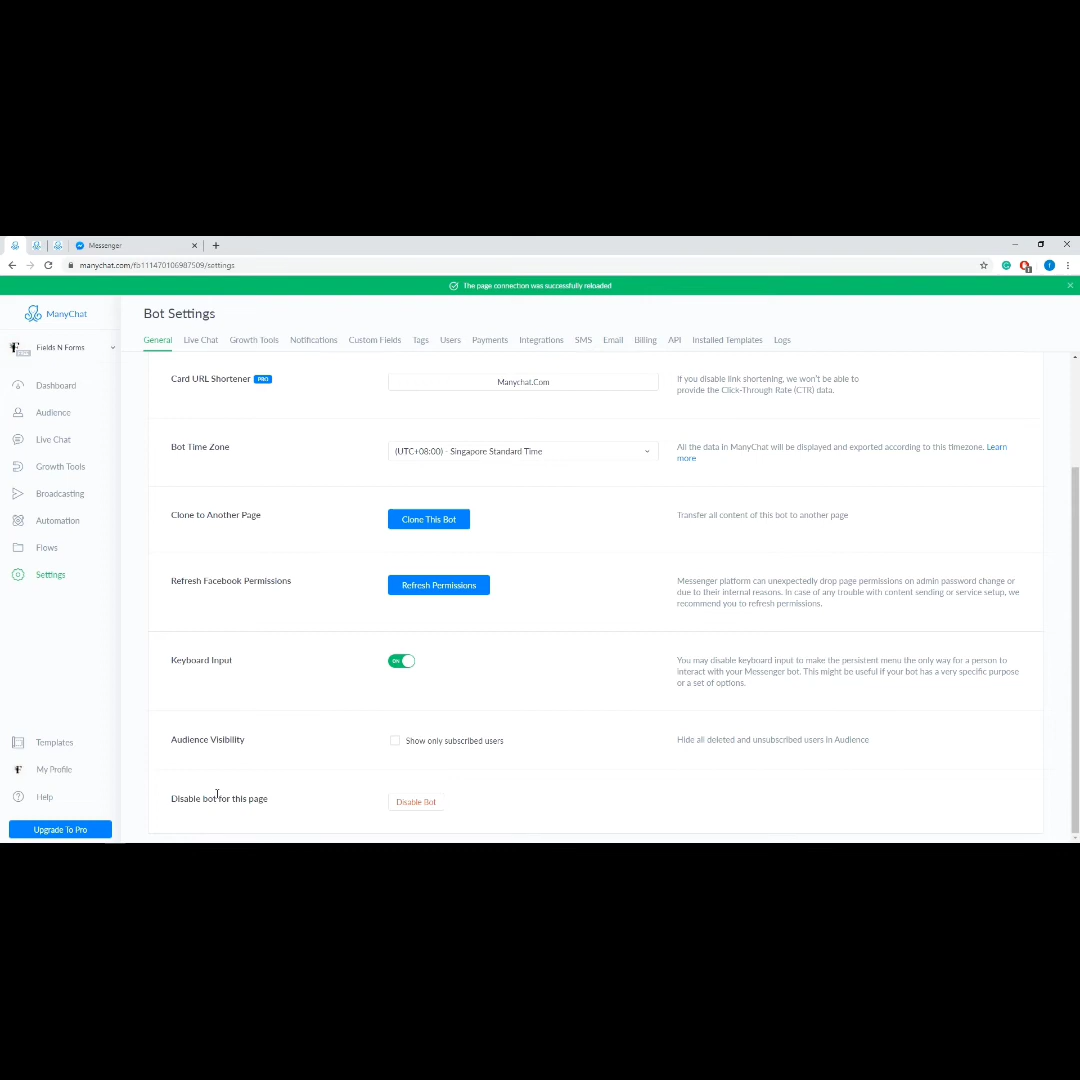 Messenger
manychat.com/fb111470106987509/settings
The page connection was successfully reloaded
ManyChat
Bot Settings
General Live Chat Growth Tools Notifications Custom Fields Tags Users Payments Integrations SMS Email Billing API Installed Templates Logs
Fields N Forms
Dashboard
Audience
Live Chat
Growth Tools
Broadcasting
Automation
Flows
Settings
Templates
My Profile
Help
Upgrade To Pro
Card URL Shortener PRO
Manychat.Com
If you disable link shortening, we won't be able to
provide the Click-Through Rate (CTR) data.
Bot Time Zone
(UTC+08:00) - Singapore Standard Time
All the data in ManyChat will be displayed and exported according to this timezone. Learn
more
Clone to Another Page
Clone This Bot
Transfer all content of this bot to another page
Refresh Facebook Permissions
Refresh Permissions
Messenger platform can unexpectedly drop page permissions on admin password change or
due to their internal reasons. In case of any trouble with content sending or service setup, we
recommend you to refresh permissions.
Keyboard Input
ON
You may disable keyboard input to make the persistent menu the only way for a person to
interact with your Messenger bot. This might be useful if your bot has a very specific purpose
or a set of options.
Audience Visibility
Show only subscribed users
Hide all deleted and unsubscribed users in Audience
Disable bot for this page
Disable Bot